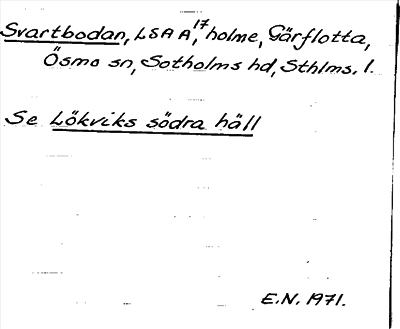 Svartbodan, LSA A, 17 holme, Gärflotta,
Ösmo sn, Sotholms hd, Sthlms. l.
Se Lökviks södra häll
E.N. 1971.